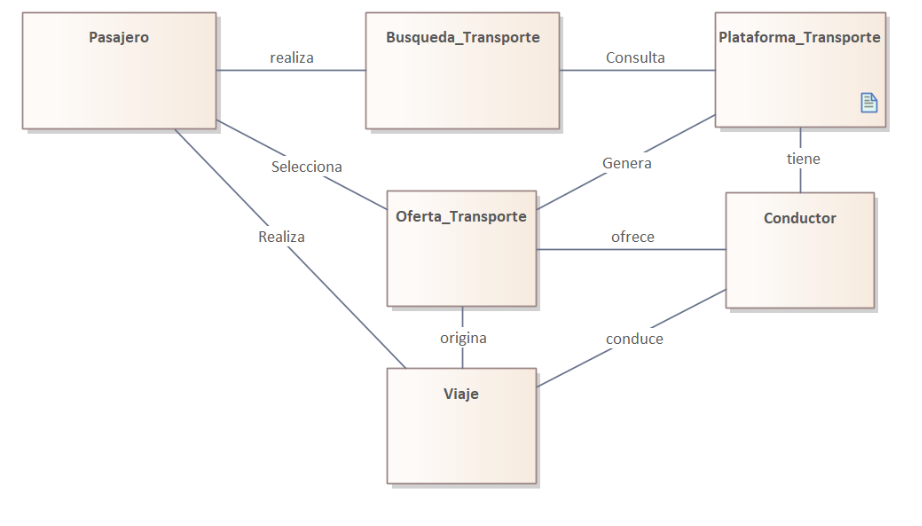 Pasajero
Busqueda_Transporte
Plataforma_Transporte
realiza
Consulta
Selecciona
Genera
tiene
Oferta_Transporte
Conductor
Realiza
ofrece
origina
conduce
Viaje